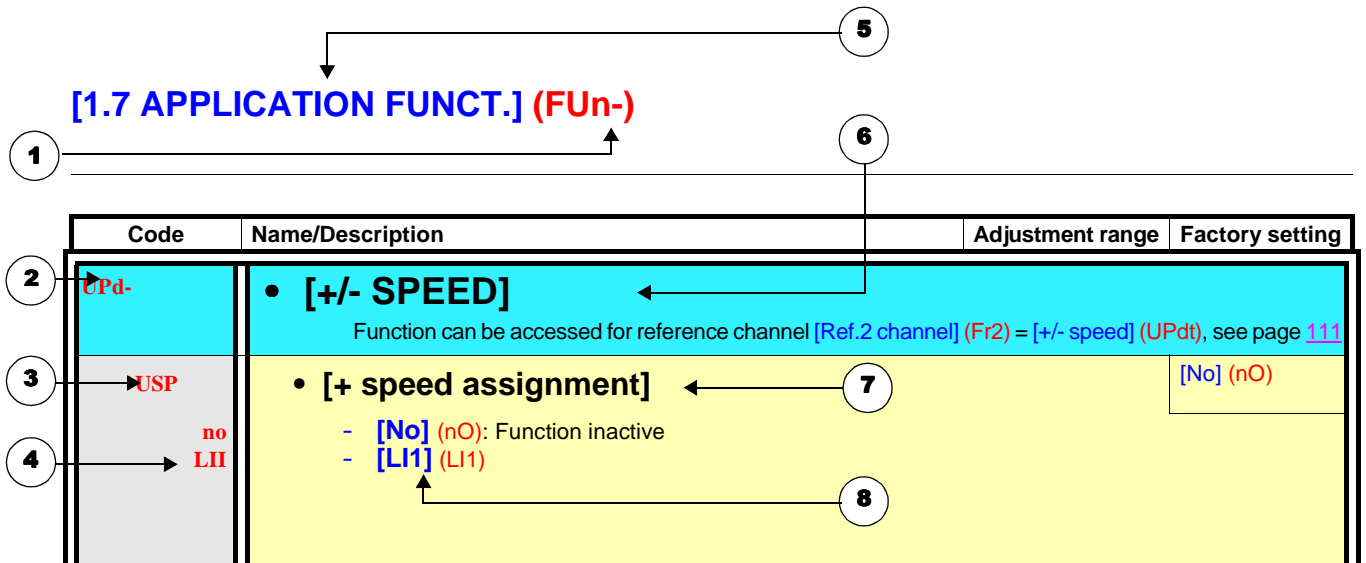 5
[1.7 APPLICATION FUNCT.] (FUn-)
1
6
Code Name/Description Adjustment range Factory setting
2 UPd- • [+/- SPEED]
Function can be accessed for reference channel [Ref.2 channel] (Fr2) = [+/- speed] (UPdt), see page 111
3 USP • [+ speed assignment] 7 [No] (nO)
no - [No] (nO): Function inactive
4 LII - [LI1] (LI1)
8